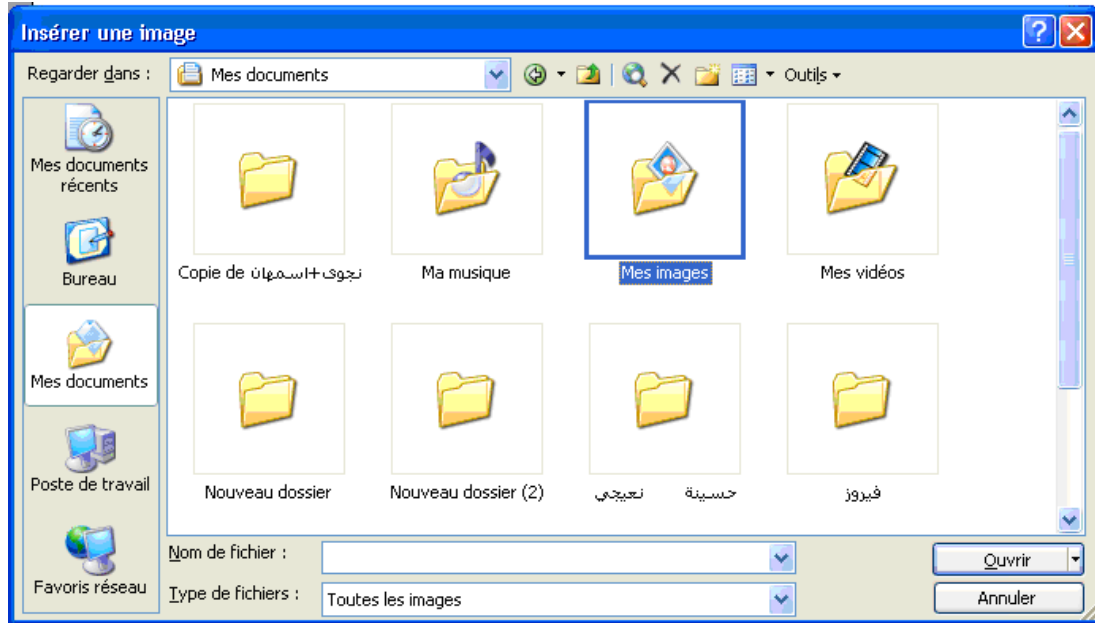 Insérer une image
Regarder dans :
Mes documents
Outils
Mes documents
récents
Bureau
Mes documents
Poste de travail
Favoris réseau
Copie de نجوى+اسمهان
Ma musique
Mes images
Mes vidéos
Nouveau dossier
Nouveau dossier (2)
حسينة نعيجي
فيروز
Nom de fichier :
Ouvrir
Type de fichiers :
Toutes les images
Annuler